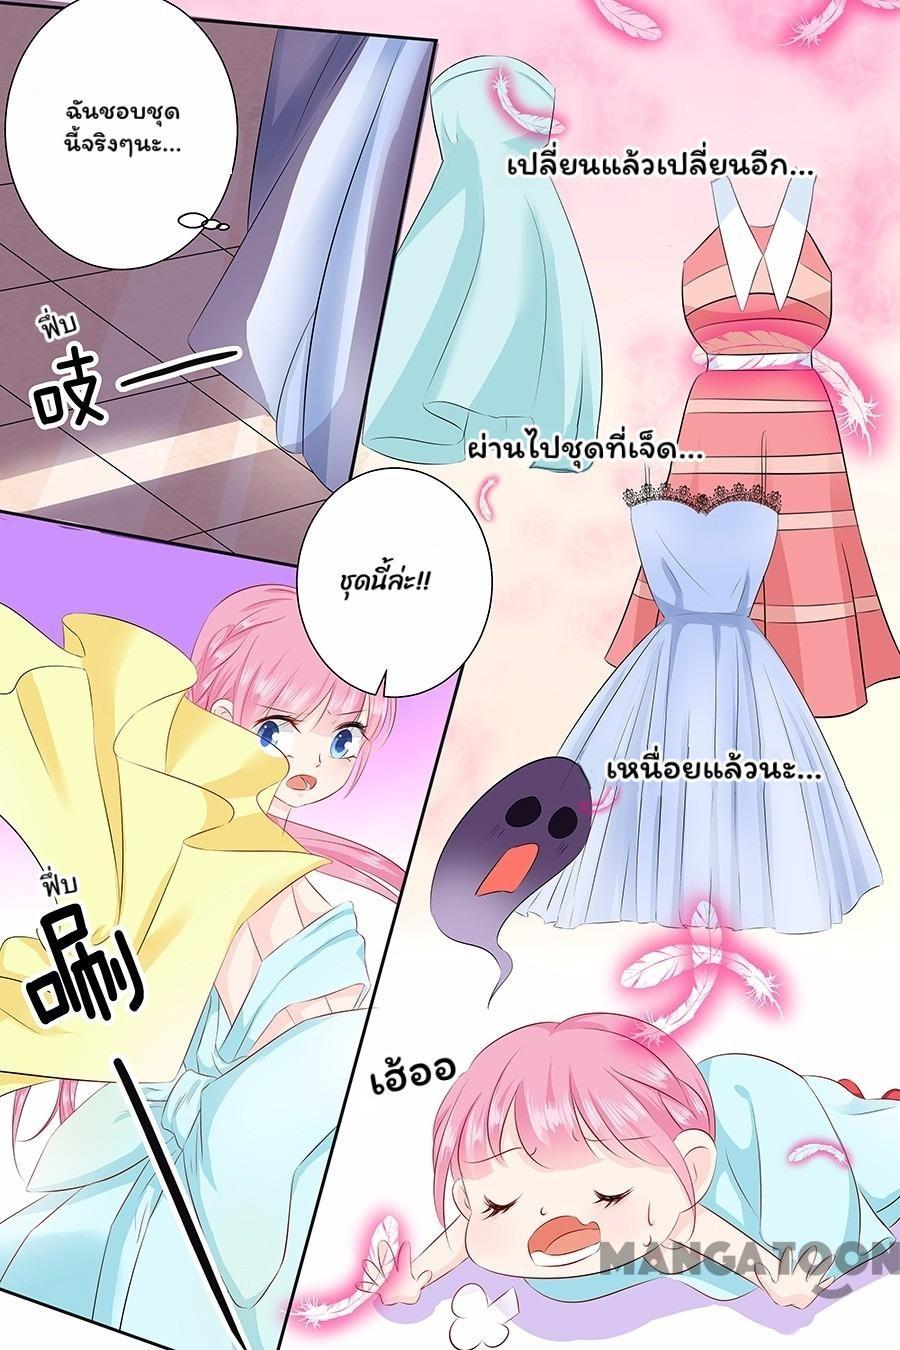 ฉันชอบชุด
นี้จริงๆนะ...
เปลี่ยนแล้วเปลี่ยนอีก...
ฟึ่บ
吱
ผ่านไปชุดที่เจ็ด...
ชุดนี้ล่ะ!!
เหนื่อยแล้วนะ...
ฟึ่บ
唰
เฮ้ออ
MANGATOON